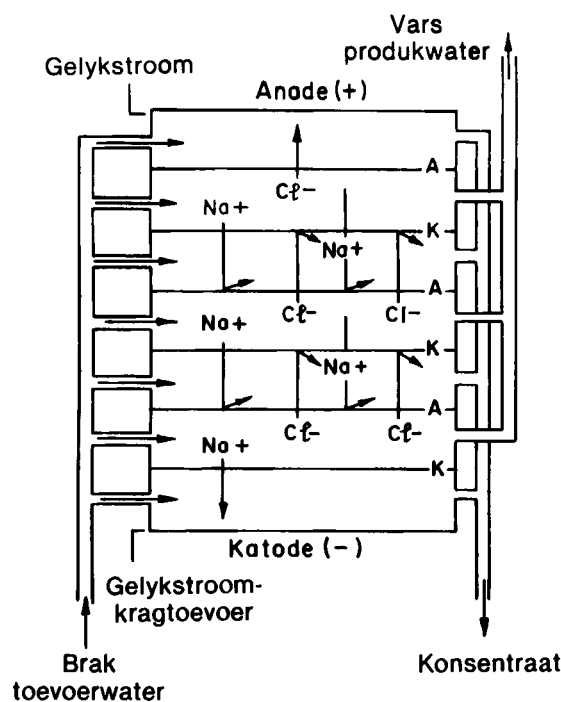 Vars
produkwater
Gelykstroom
Anode (+)
A
Cℓ-
Na+
K
Na+
A
Cℓ-
Cl-
Na+
K
Na+
A
Cℓ-
Cℓ-
Na+
K
Katode (-)
Gelykstroom-
kragtoevoer
Brak
toevoerwater
Konsentraat